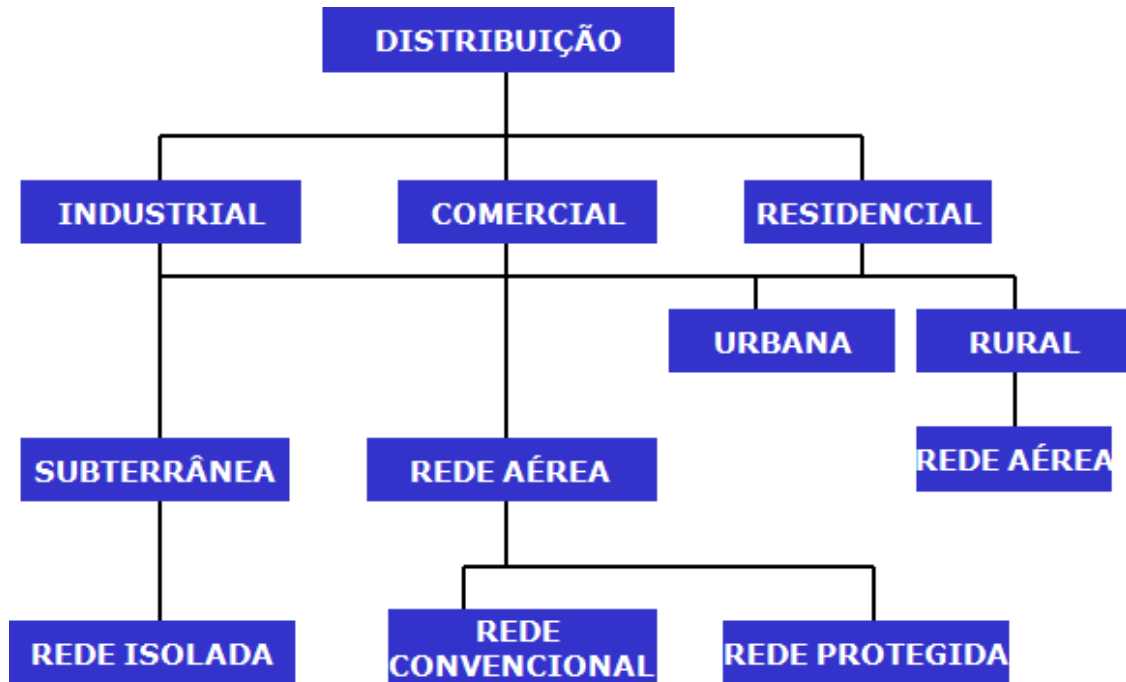 DISTRIBUIÇÃO
INDUSTRIAL
COMERCIAL
RESIDENCIAL
URBANA
RURAL
SUBTERRÂNEA
REDE AÉREA
REDE AÉREA
REDE ISOLADA
REDE
CONVENCIONAL
REDE PROTEGIDA